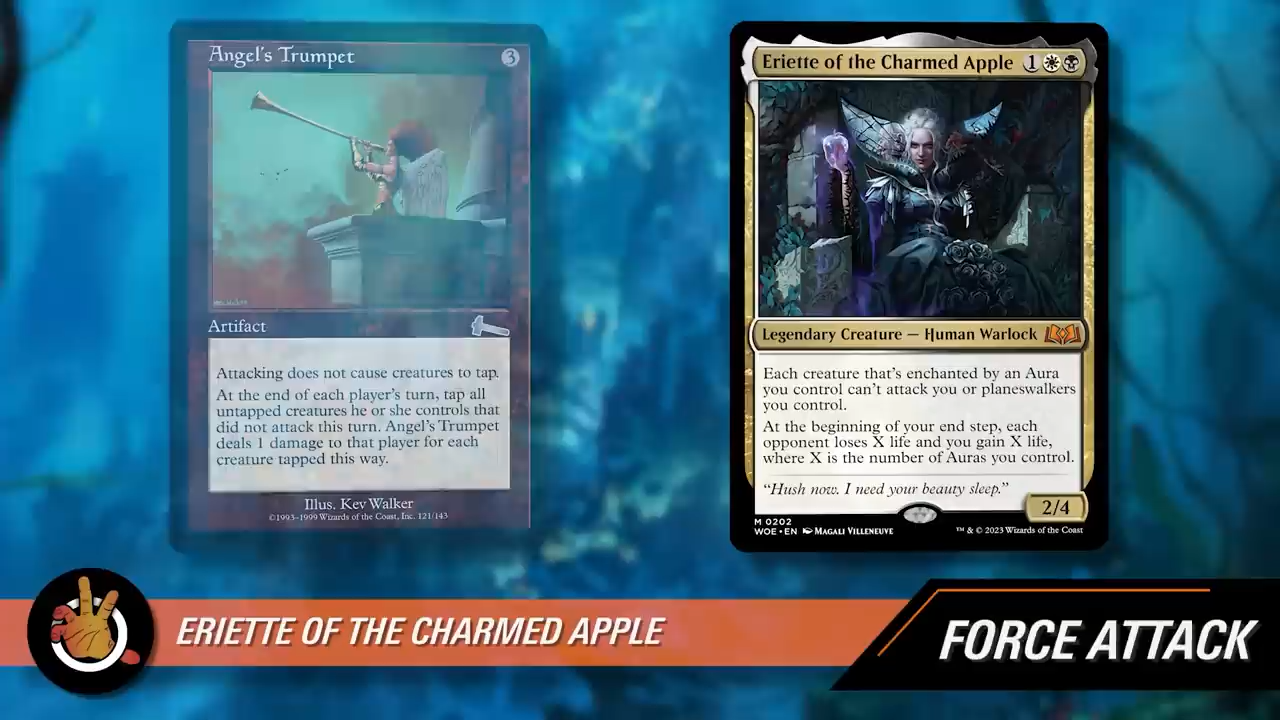 Angel's Trumpet
3
Artifact
Attacking does not cause creatures to tap.
At the end of each player's turn, tap all
untapped creatures he or she controls that
did not attack this turn. Angel's Trumpet
deals 1 damage to that player for each
creature tapped this way.
Illus. Kev Walker
©1993-1999 Wizards of the Coast, Inc. 121/143
Eriette of the Charmed Apple 1
Legendary Creature — Human Warlock
Each creature that's enchanted by an Aura
you control can't attack you or planeswalkers
you control.
At the beginning of your end step, each
opponent loses X life and you gain X life,
where X is the number of Auras you control.
“Hush now. I need your beauty sleep.”
2/4
M 0202
WOE • EN MAGALI VILLENEUVE
™ & © 2023 Wizards of the Coast
ERIETTE OF THE CHARMED APPLE
FORCE ATTACK